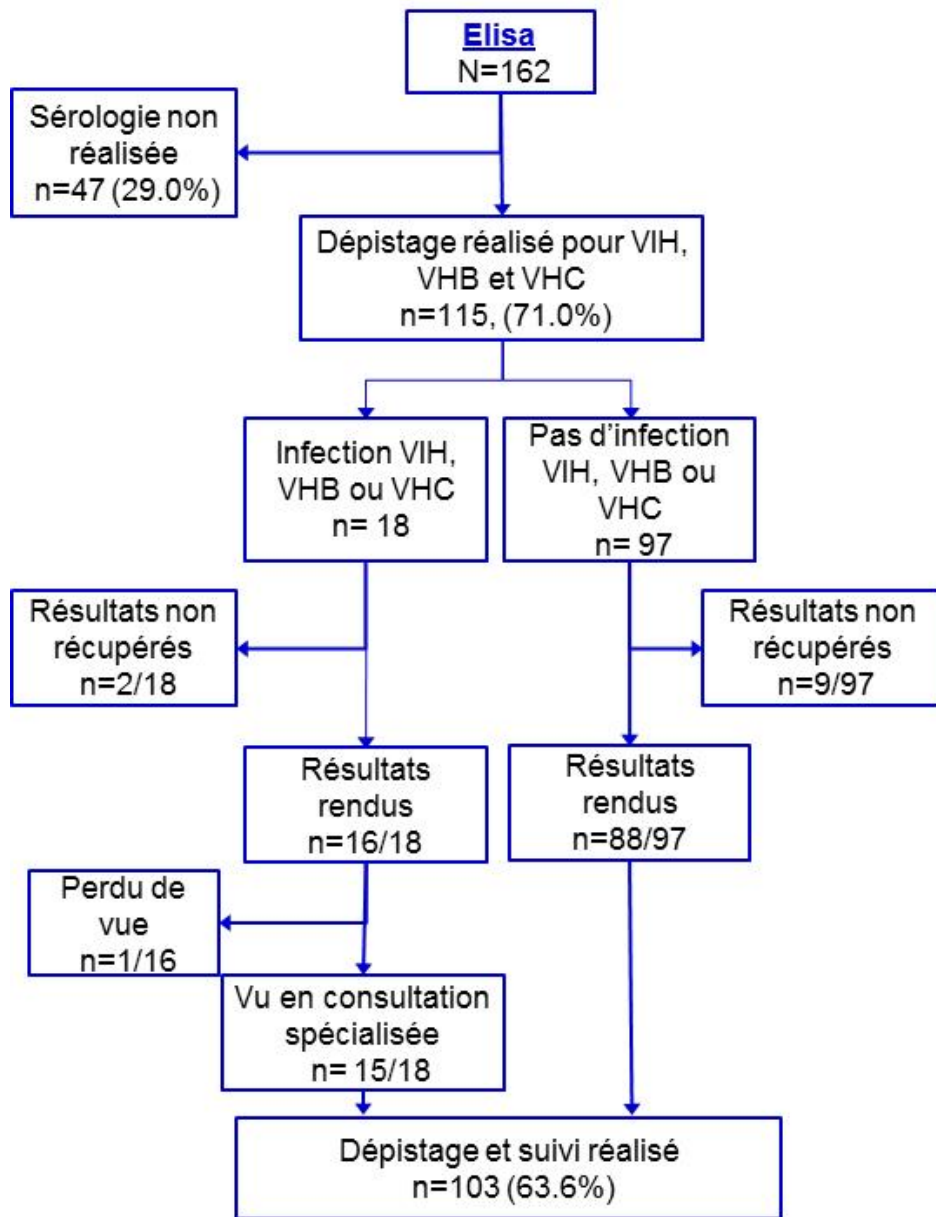 Elisa
N=162
Sérologie non
réalisée
n=47 (29.0%)
Dépistage réalisé pour VIH,
VHB et VHC
n=115, (71.0%)
Infection VIH,
VHB ou VHC
n= 18
Pas d’infection
VIH, VHB ou
VHC
n= 97
Résultats non
récupérés
n=2/18
Résultats non
récupérés
n=9/97
Résultats
rendus
n=16/18
Résultats
rendus
n=88/97
Perdu de
vue
n=1/16
Vu en consultation
spécialisée
n= 15/18
Dépistage et suivi réalisé
n=103 (63.6%)